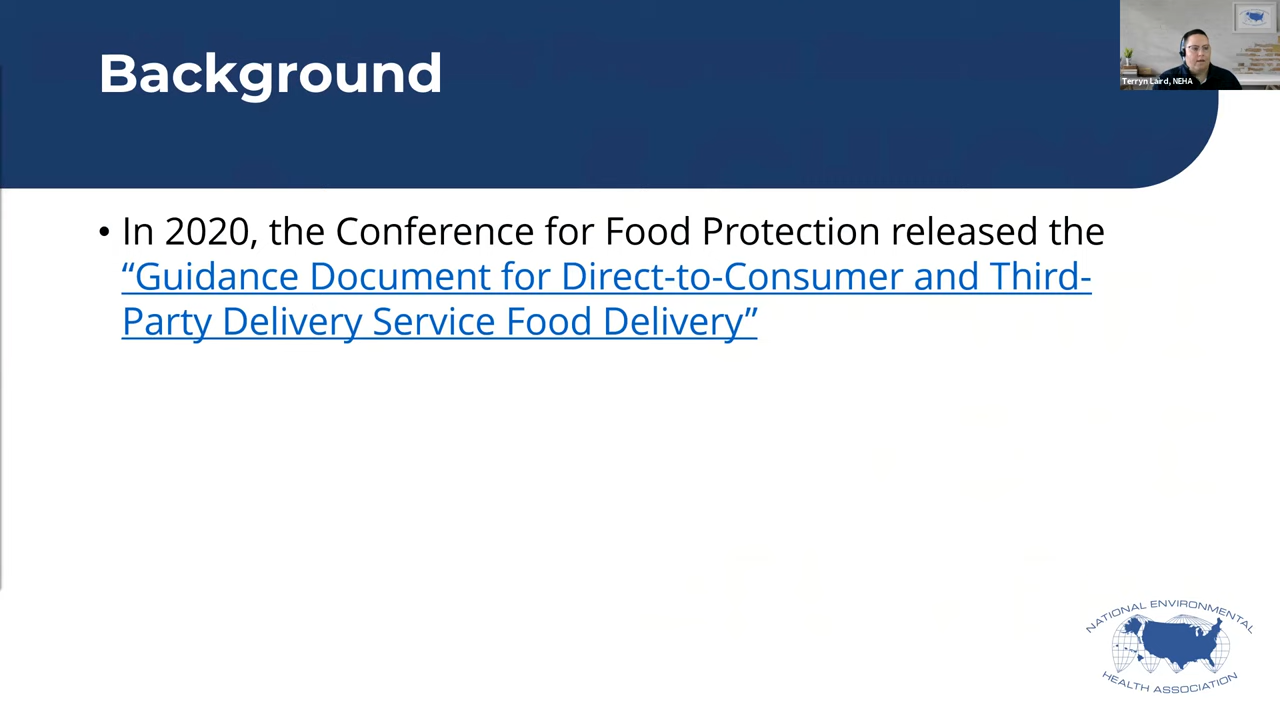 Background
Terryn Laird, NEHA
• In 2020, the Conference for Food Protection released the
“Guidance Document for Direct-to-Consumer and Third-
Party Delivery Service Food Delivery”
NATIONAL ENVIRONMENTAL
HEALTH ASSOCIATION